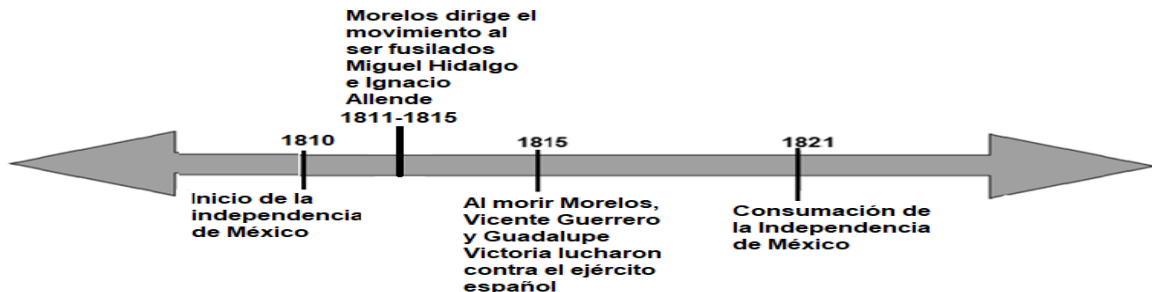 Morelos dirige el
movimiento al
ser fusilados
Miguel Hidalgo
e Ignacio
Allende
1811-1815
1810
Inicio de la
independencia
de México
1815
Al morir Morelos,
Vicente Guerrero
y Guadalupe
Victoria lucharon
contra el ejército
español
1821
Consumación de
la Independencia
de México